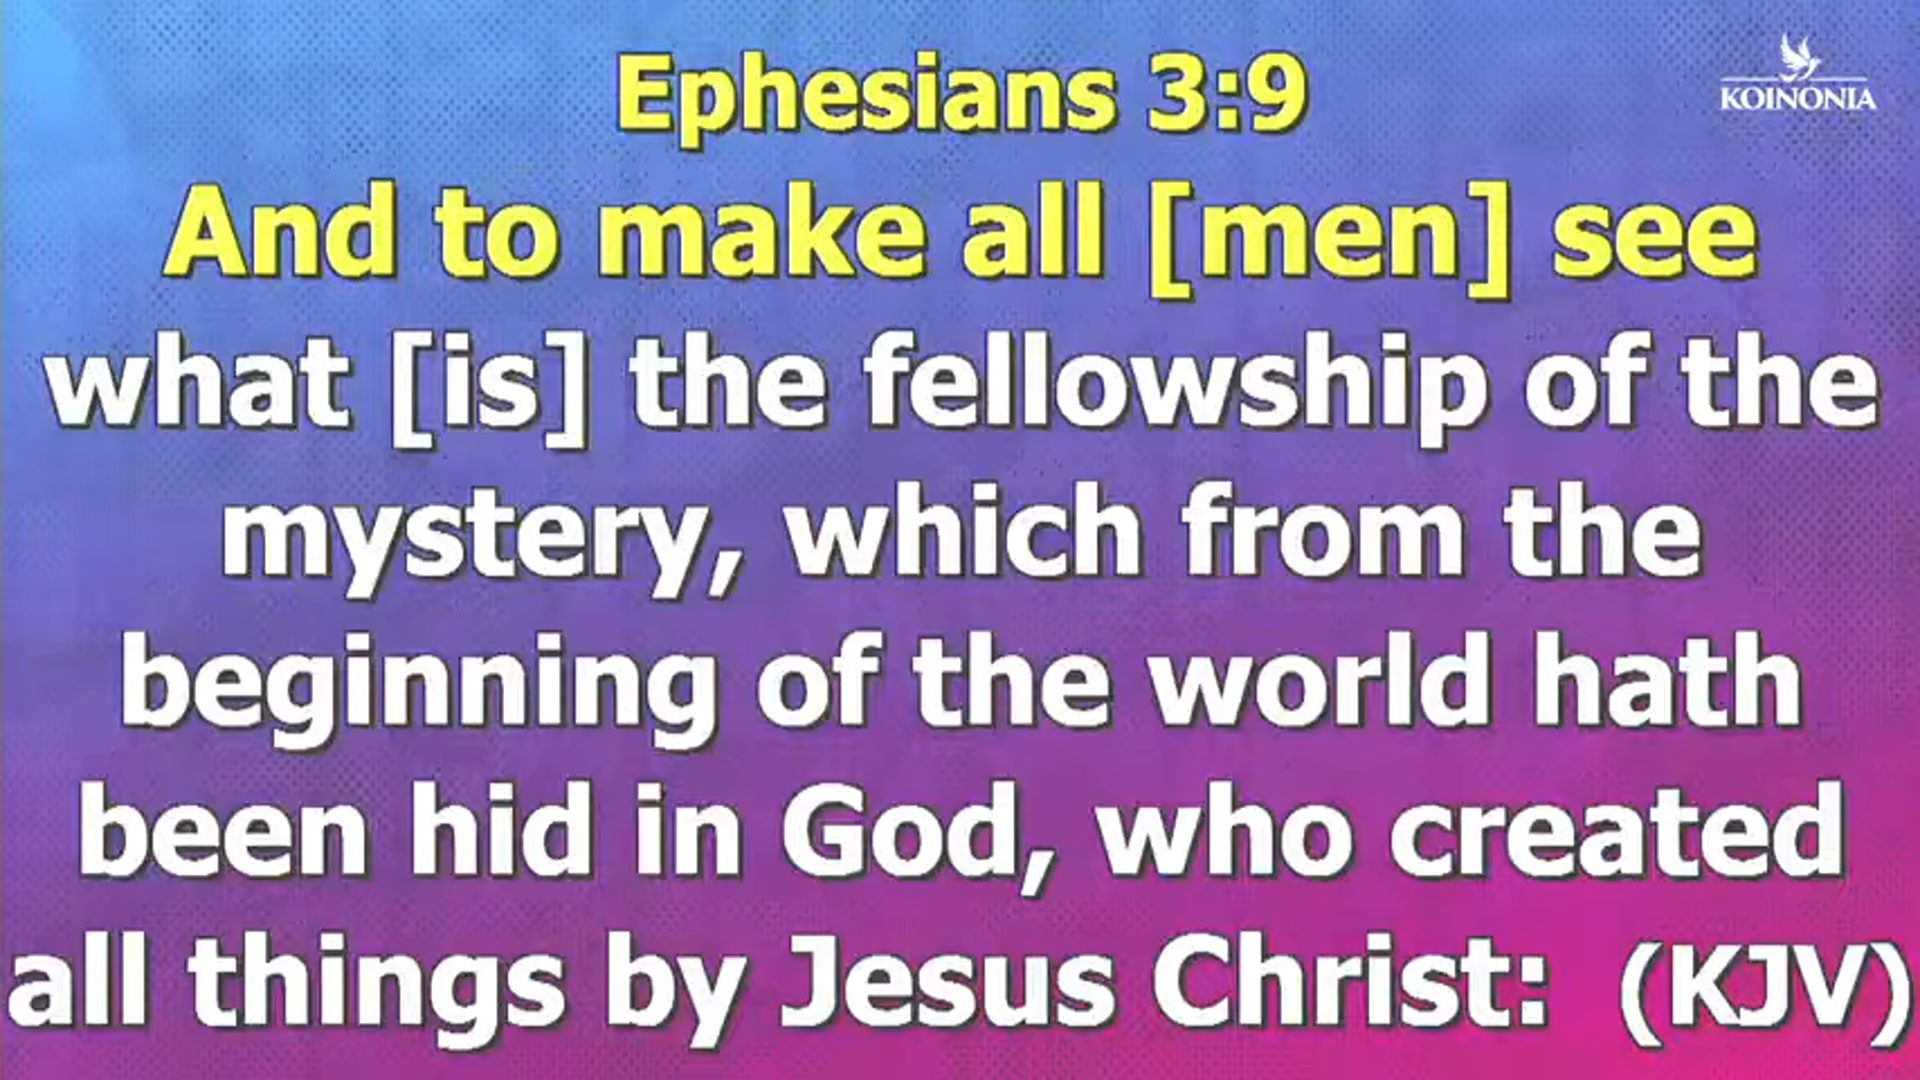 Ephesians 3:9
KOINONIA
And to make all [men] see
what [is] the fellowship of the
mystery, which from the
beginning of the world hath
been hid in God, who created
all things by Jesus Christ: (KJV)